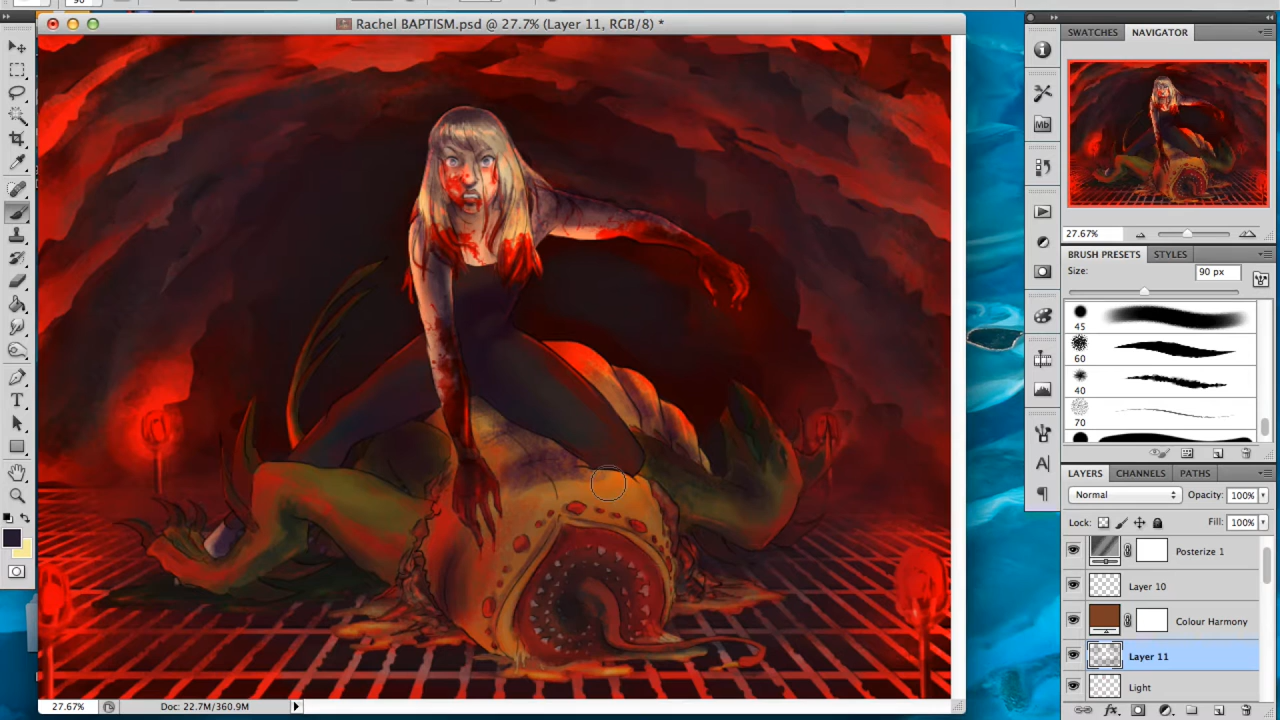 Rachel BAPTISM.psd @ 27.7% (Layer 11, RGB/8) *
SWATCHES NAVIGATOR
Mb
27.67%
BRUSH PRESETS STYLES
Size: 90 px
45
60
40
70
A
T
LAYERS CHANNELS PATHS
Normal Opacity: 100%
Lock: Fill: 100%
Posterize 1
Layer 10
Colour Harmony
Layer 11
Light
fx
27.67% Doc: 22.7M/360.9M